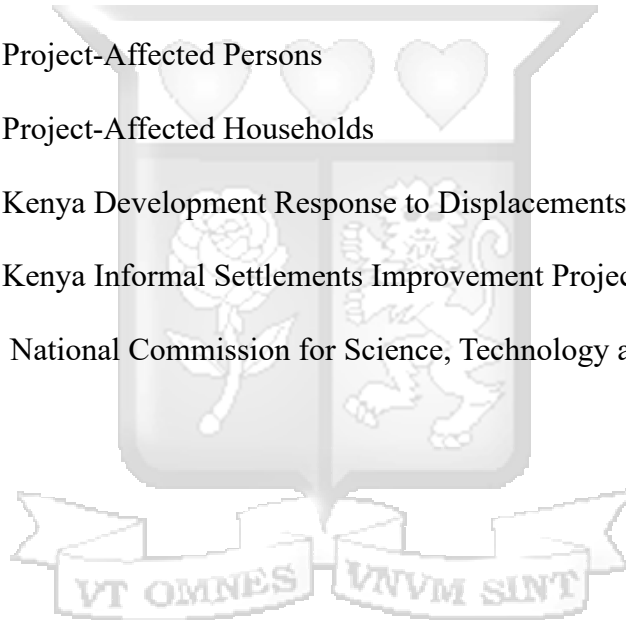 Project-Affected Persons
Project-Affected Households
Kenya Development Response to Displacements
Kenya Informal Settlements Improvement Projec
National Commission for Science, Technology a
VT OMNES VNVM SINT